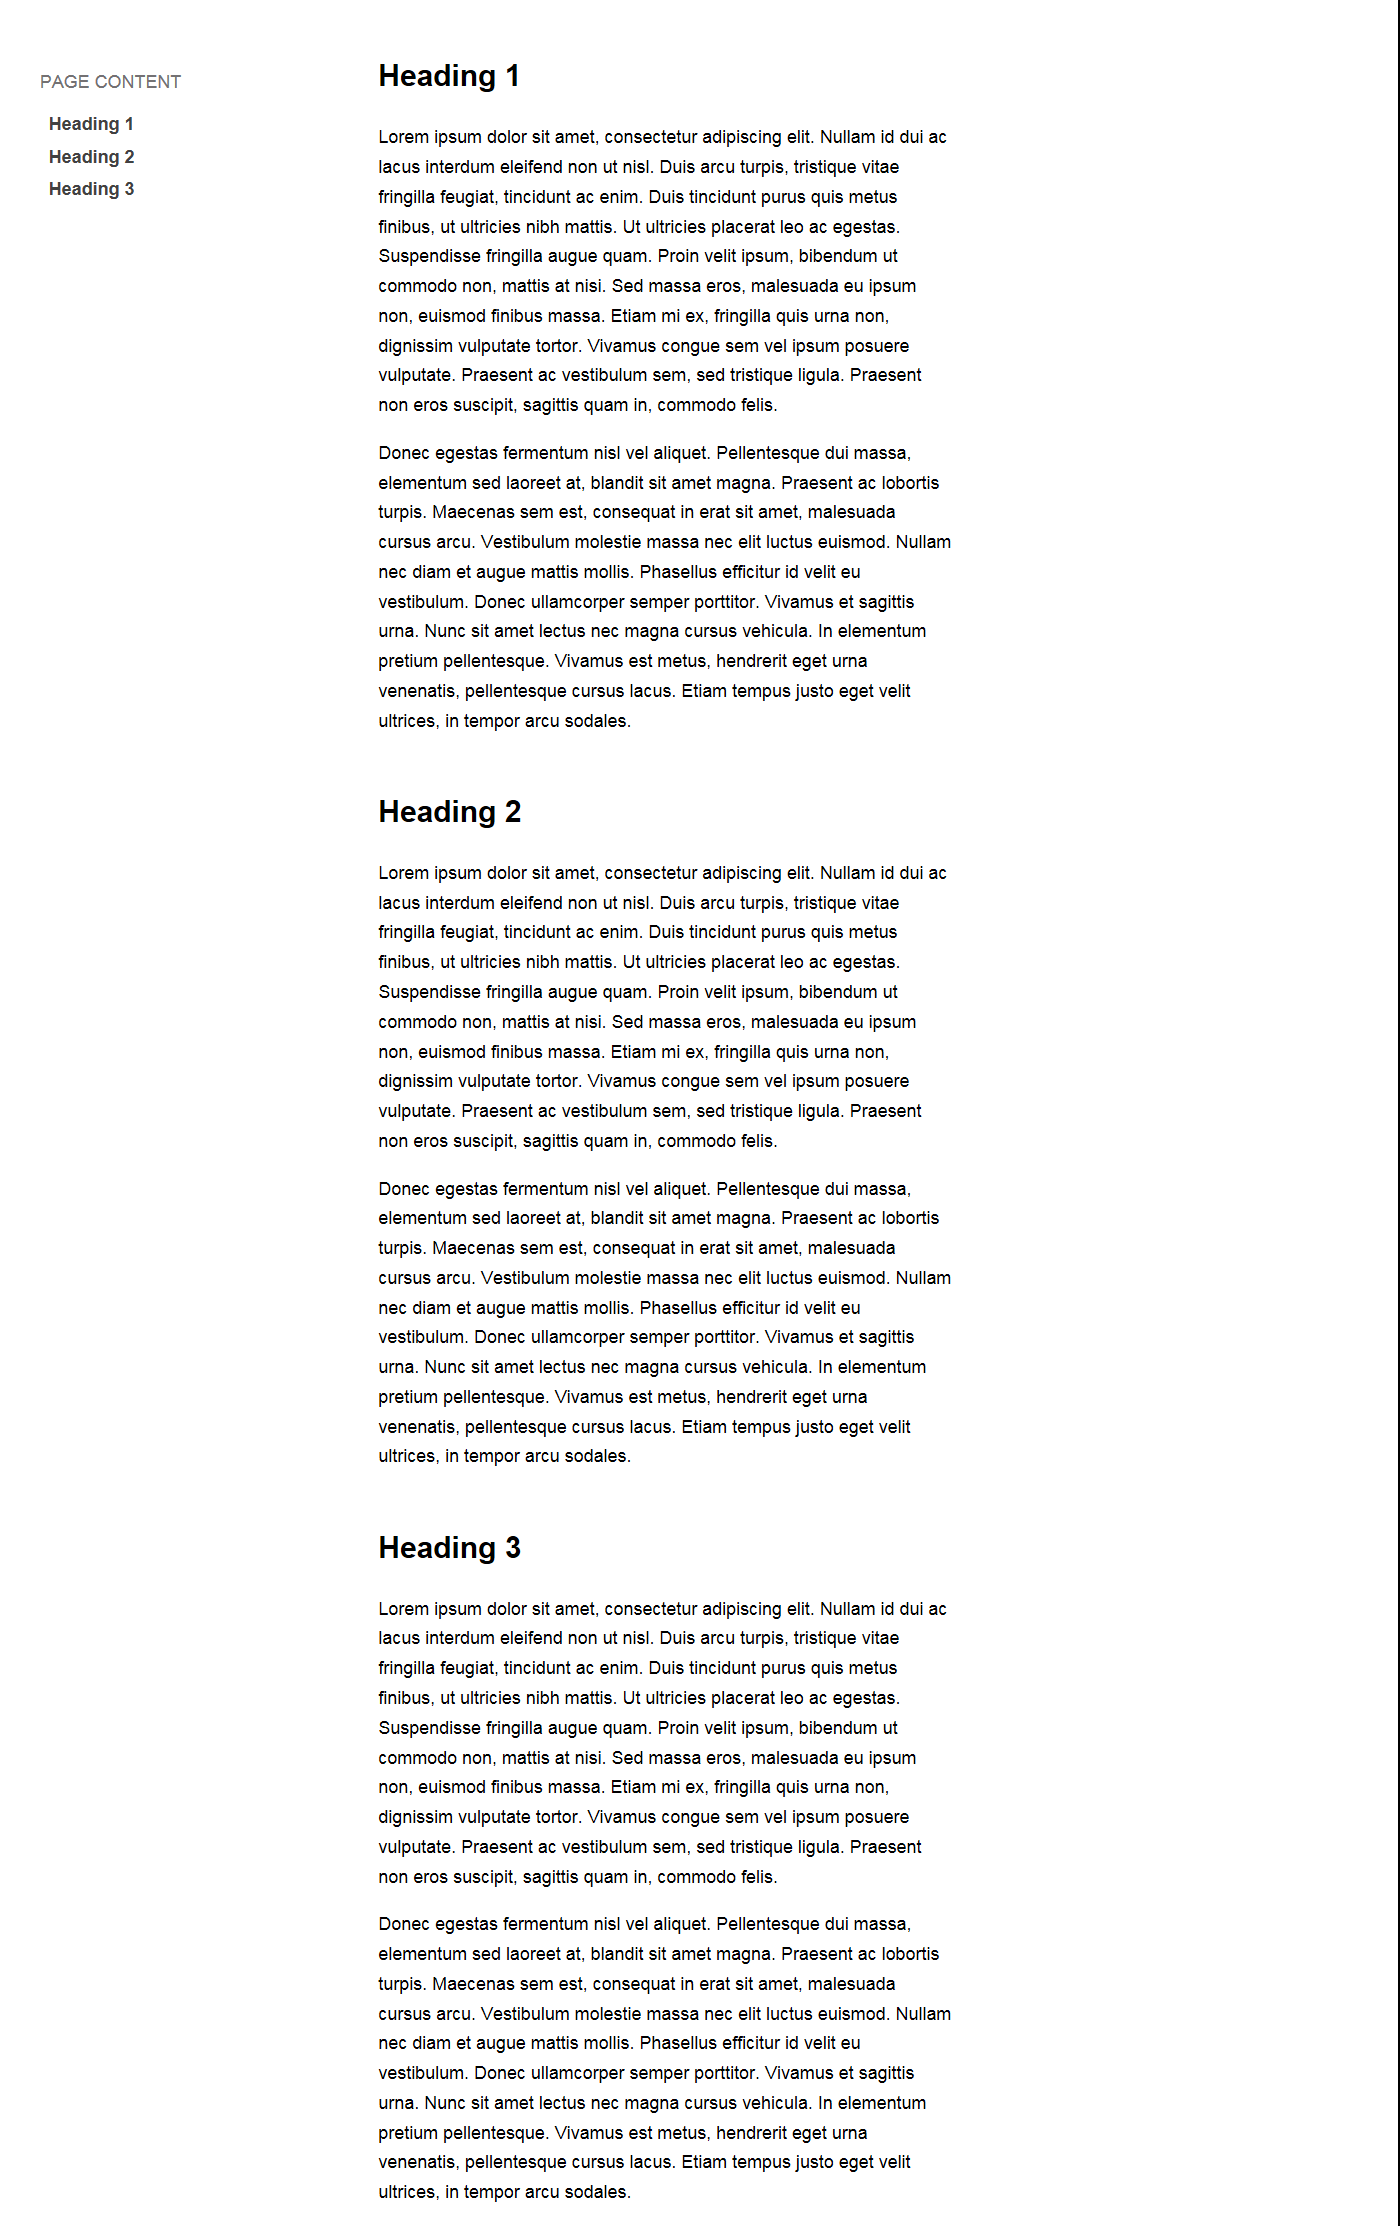 PAGE CONTENT
Heading 1
Heading 2
Heading 3
Heading 1
Lorem ipsum dolor sit amet, consectetur adipiscing elit. Nullam id dui ac
lacus interdum eleifend non ut nisl. Duis arcu turpis, tristique vitae
fringilla feugiat, tincidunt ac enim. Duis tincidunt purus quis metus
finibus, ut ultricies nibh mattis. Ut ultricies placerat leo ac egestas.
Suspendisse fringilla augue quam. Proin velit ipsum, bibendum ut
commodo non, mattis at nisi. Sed massa eros, malesuada eu ipsum
non, euismod finibus massa. Etiam mi ex, fringilla quis urna non,
dignissim vulputate tortor. Vivamus congue sem vel ipsum posuere
vulputate. Praesent ac vestibulum sem, sed tristique ligula. Praesent
non eros suscipit, sagittis quam in, commodo felis.
Donec egestas fermentum nisl vel aliquet. Pellentesque dui massa,
elementum sed laoreet at, blandit sit amet magna. Praesent ac lobortis
turpis. Maecenas sem est, consequat in erat sit amet, malesuada
cursus arcu. Vestibulum molestie massa nec elit luctus euismod. Nullam
nec diam et augue mattis mollis. Phasellus efficitur id velit eu
vestibulum. Donec ullamcorper semper porttitor. Vivamus et sagittis
urna. Nunc sit amet lectus nec magna cursus vehicula. In elementum
pretium pellentesque. Vivamus est metus, hendrerit eget urna
venenatis, pellentesque cursus lacus. Etiam tempus justo eget velit
ultrices, in tempor arcu sodales.
Heading 2
Lorem ipsum dolor sit amet, consectetur adipiscing elit. Nullam id dui ac
lacus interdum eleifend non ut nisl. Duis arcu turpis, tristique vitae
fringilla feugiat, tincidunt ac enim. Duis tincidunt purus quis metus
finibus, ut ultricies nibh mattis. Ut ultricies placerat leo ac egestas.
Suspendisse fringilla augue quam. Proin velit ipsum, bibendum ut
commodo non, mattis at nisi. Sed massa eros, malesuada eu ipsum
non, euismod finibus massa. Etiam mi ex, fringilla quis urna non,
dignissim vulputate tortor. Vivamus congue sem vel ipsum posuere
vulputate. Praesent ac vestibulum sem, sed tristique ligula. Praesent
non eros suscipit, sagittis quam in, commodo felis.
Donec egestas fermentum nisl vel aliquet. Pellentesque dui massa,
elementum sed laoreet at, blandit sit amet magna. Praesent ac lobortis
turpis. Maecenas sem est, consequat in erat sit amet, malesuada
cursus arcu. Vestibulum molestie massa nec elit luctus euismod. Nullam
nec diam et augue mattis mollis. Phasellus efficitur id velit eu
vestibulum. Donec ullamcorper semper porttitor. Vivamus et sagittis
urna. Nunc sit amet lectus nec magna cursus vehicula. In elementum
pretium pellentesque. Vivamus est metus, hendrerit eget urna
venenatis, pellentesque cursus lacus. Etiam tempus justo eget velit
ultrices, in tempor arcu sodales.
Heading 3
Lorem ipsum dolor sit amet, consectetur adipiscing elit. Nullam id dui ac
lacus interdum eleifend non ut nisl. Duis arcu turpis, tristique vitae
fringilla feugiat, tincidunt ac enim. Duis tincidunt purus quis metus
finibus, ut ultricies nibh mattis. Ut ultricies placerat leo ac egestas.
Suspendisse fringilla augue quam. Proin velit ipsum, bibendum ut
commodo non, mattis at nisi. Sed massa eros, malesuada eu ipsum
non, euismod finibus massa. Etiam mi ex, fringilla quis urna non,
dignissim vulputate tortor. Vivamus congue sem vel ipsum posuere
vulputate. Praesent ac vestibulum sem, sed tristique ligula. Praesent
non eros suscipit, sagittis quam in, commodo felis.
Donec egestas fermentum nisl vel aliquet. Pellentesque dui massa,
elementum sed laoreet at, blandit sit amet magna. Praesent ac lobortis
turpis. Maecenas sem est, consequat in erat sit amet, malesuada
cursus arcu. Vestibulum molestie massa nec elit luctus euismod. Nullam
nec diam et augue mattis mollis. Phasellus efficitur id velit eu
vestibulum. Donec ullamcorper semper porttitor. Vivamus et sagittis
urna. Nunc sit amet lectus nec magna cursus vehicula. In elementum
pretium pellentesque. Vivamus est metus, hendrerit eget urna
venenatis, pellentesque cursus lacus. Etiam tempus justo eget velit
ultrices, in tempor arcu sodales.